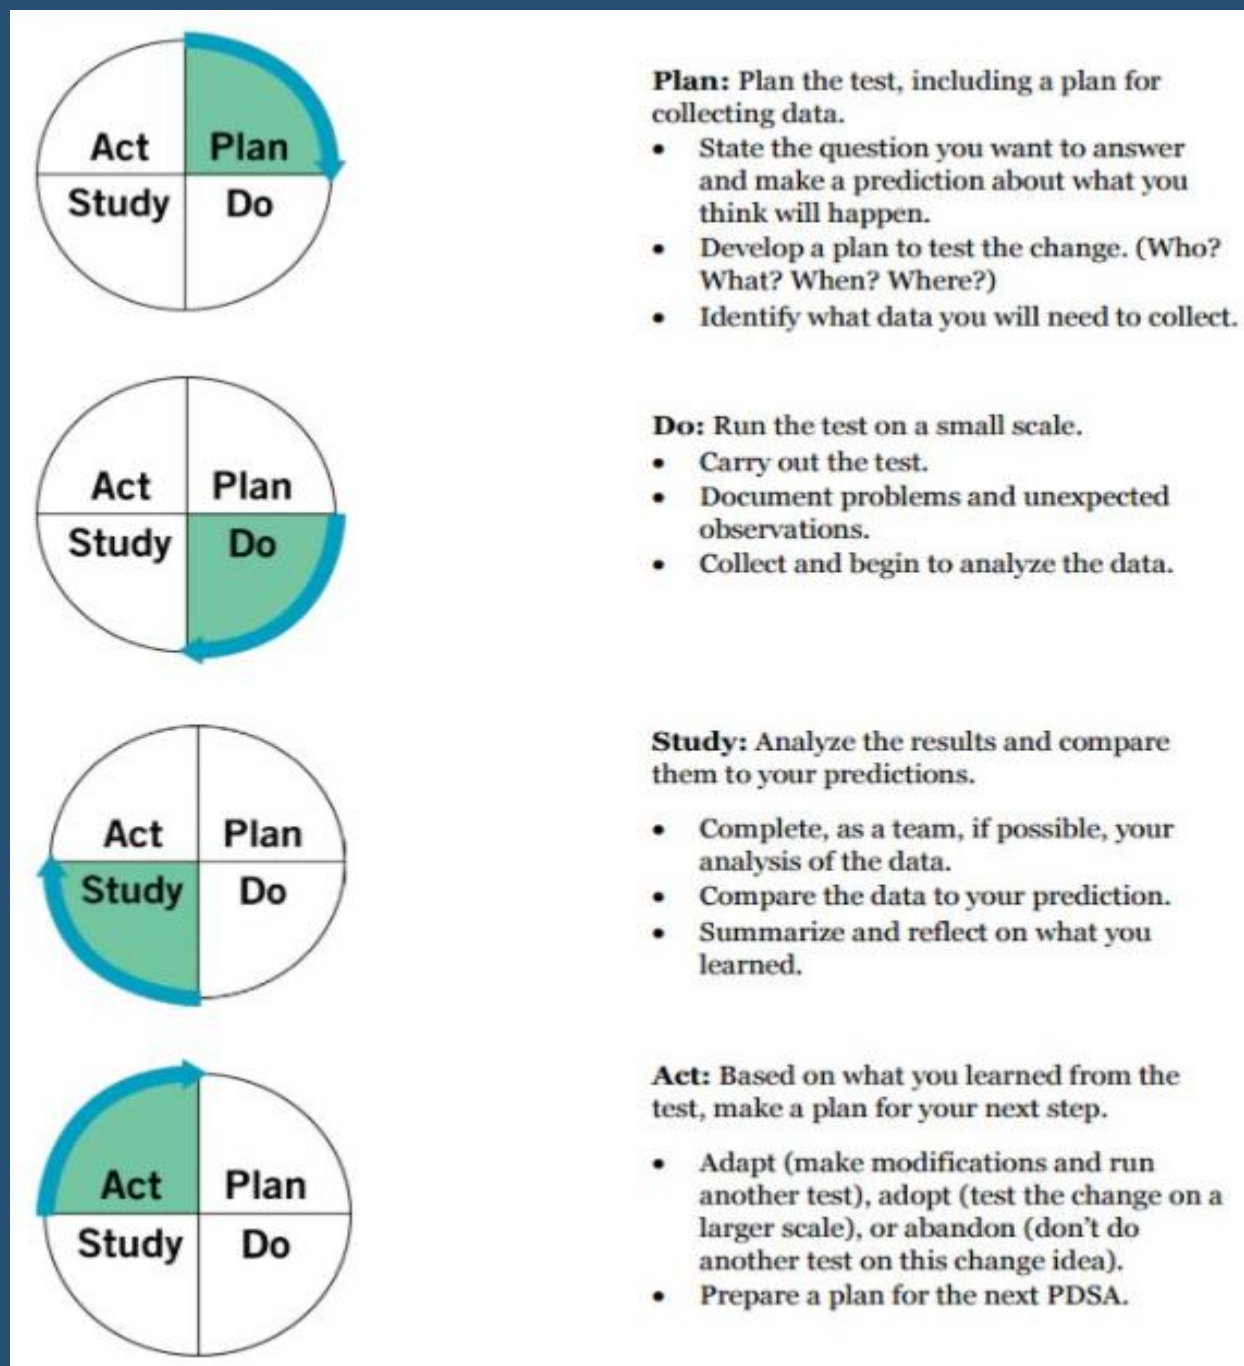 Act Plan
Study Do
Plan: Plan the test, including a plan for
collecting data.
• State the question you want to answer
and make a prediction about what you
think will happen.
• Develop a plan to test the change. (Who?
What? When? Where?)
• Identify what data you will need to collect.
Act Plan
Study Do
Do: Run the test on a small scale.
• Carry out the test.
• Document problems and unexpected
observations.
• Collect and begin to analyze the data.
Act Plan
Study Do
Study: Analyze the results and compare
them to your predictions.
• Complete, as a team, if possible, your
analysis of the data.
• Compare the data to your prediction.
• Summarize and reflect on what you
learned.
Act Plan
Study Do
Act: Based on what you learned from the
test, make a plan for your next step.
• Adapt (make modifications and run
another test), adopt (test the change on a
larger scale), or abandon (don't do
another test on this change idea).
• Prepare a plan for the next PDSA.